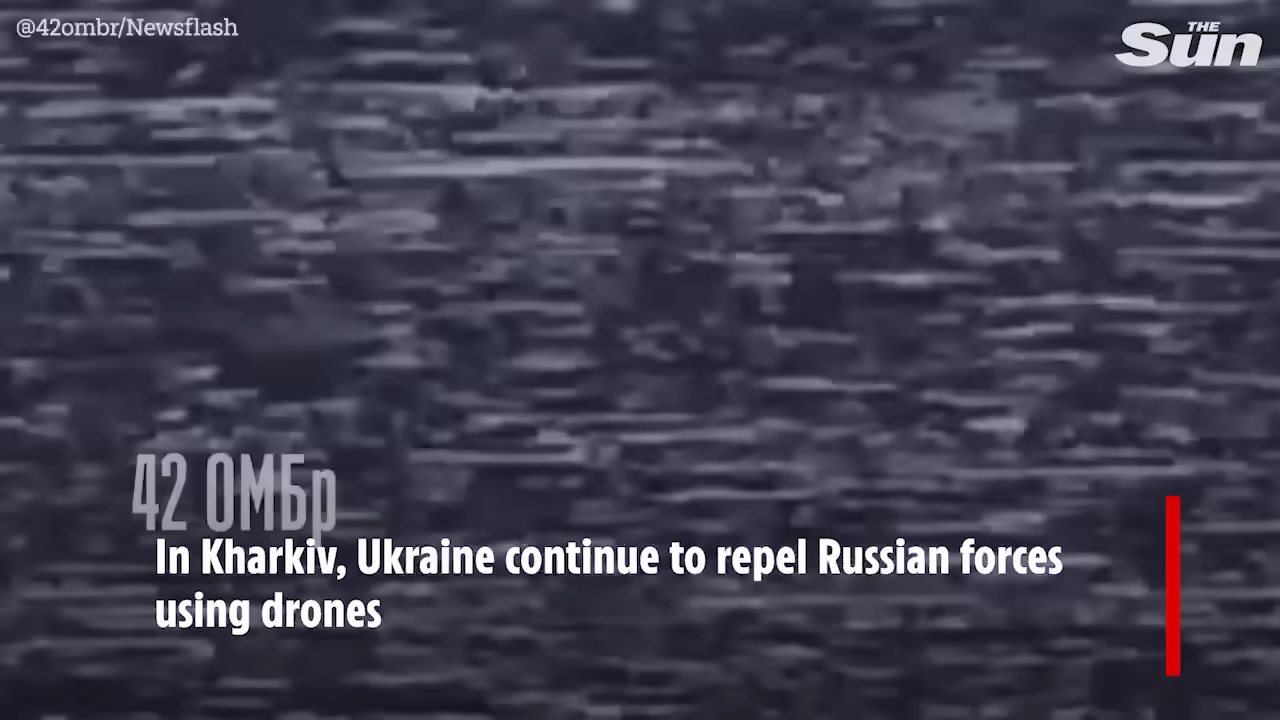 @42ombr/Newsflash
THE
Sun
42 ОМБр
In Kharkiv, Ukraine continue to repel Russian forces
using drones